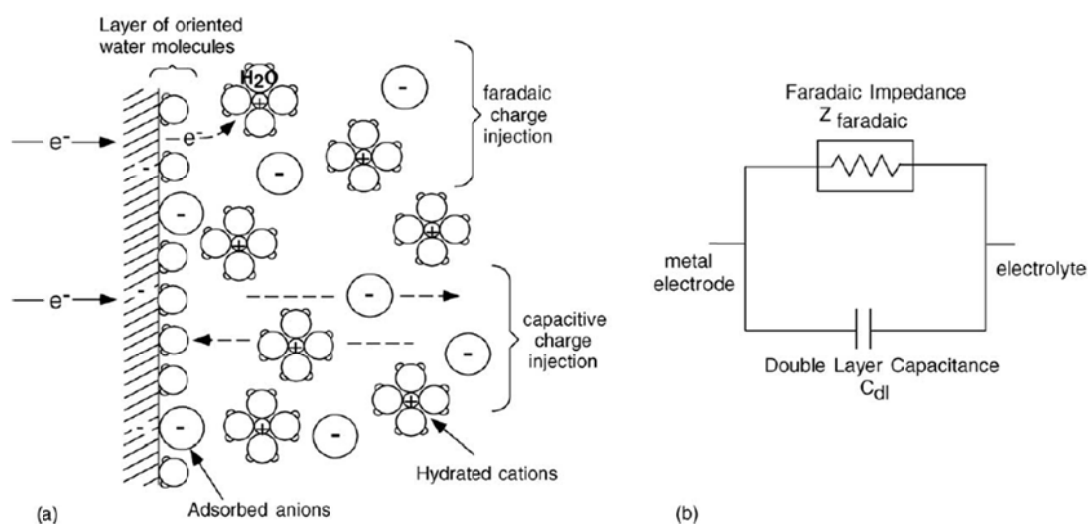 Layer of oriented
water molecules
H2O
+
-
faradaic
charge
injection
e-
e-
-
+
-
-
-
+
+
e-
-
-
capacitive
charge
injection
+
-
-
-
+
+
-
Hydrated cations
Adsorbed anions
(a)
Faradaic Impedance
Z faradaic
metal
electrode
electrolyte
Double Layer Capacitance
Cdl
(b)